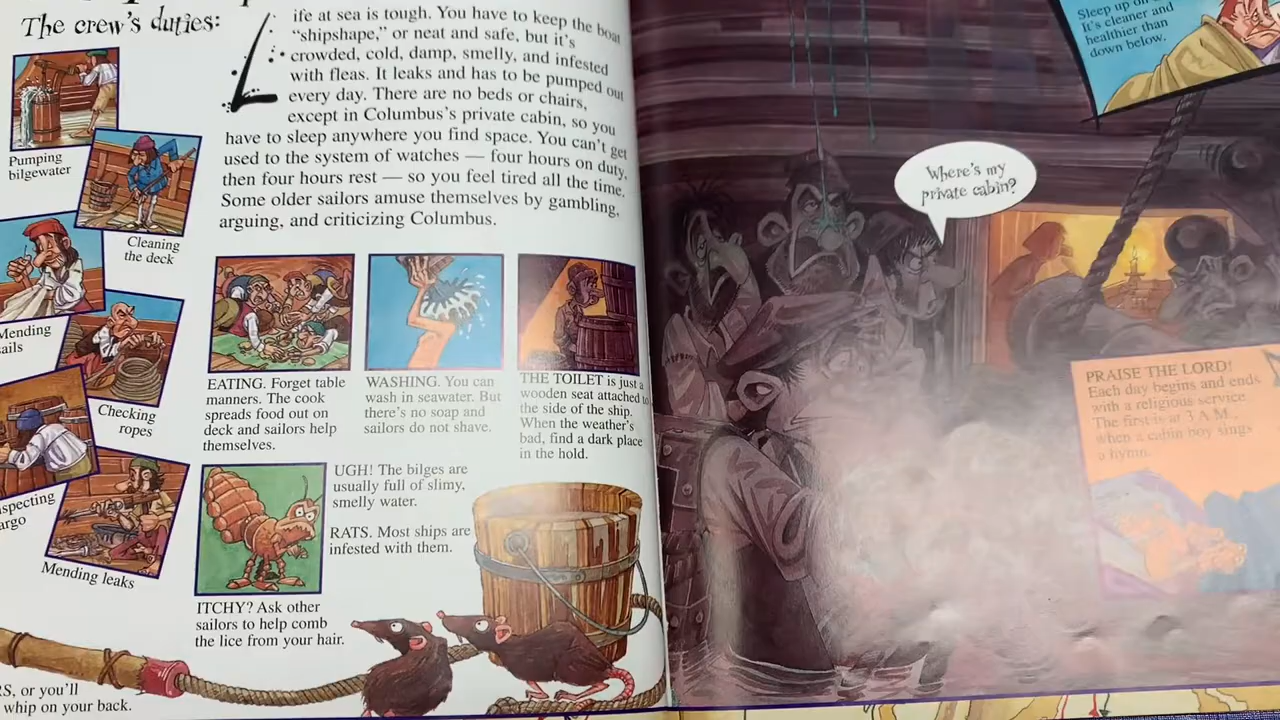 The crew's duties:
Pumping
bilgewater
Cleaning
the deck
Mending
ails
Checking
ropes
specting
argo
Mending leaks
Life at sea is tough. You have to keep the boat
“shipshape,” or neat and safe, but it's
crowded, cold, damp, smelly, and infested
with fleas. It leaks and has to be pumped out
every day. There are no beds or chairs,
except in Columbus's private cabin, so you
have to sleep anywhere you find space. You can't get
used to the system of watches — four hours on duty,
then four hours rest — so you feel tired all the time.
Some older sailors amuse themselves by gambling,
arguing, and criticizing Columbus.
EATING. Forget table
manners. The cook
spreads food out on
deck and sailors help
themselves.
WASHING. You can
wash in seawater. But
there's no soap and
sailors do not shave.
THE TOILET is just a
wooden seat attached to
the side of the ship.
When the weather's
bad, find a dark place
in the hold.
UGH! The bilges are
usually full of slimy,
smelly water.
RATS. Most ships are
infested with them.
ITCHY? Ask other
sailors to help comb
the lice from your hair.
RS, or you'll
whip on your back.
Sleep up on
It's cleaner and
healthier than
down below.
Where's my
private cabin?
PRAISE THE LORD!
Each day begins and ends
with a religious service.
The first is at 3 A.M.,
when a cabin boy sings
a hymn.